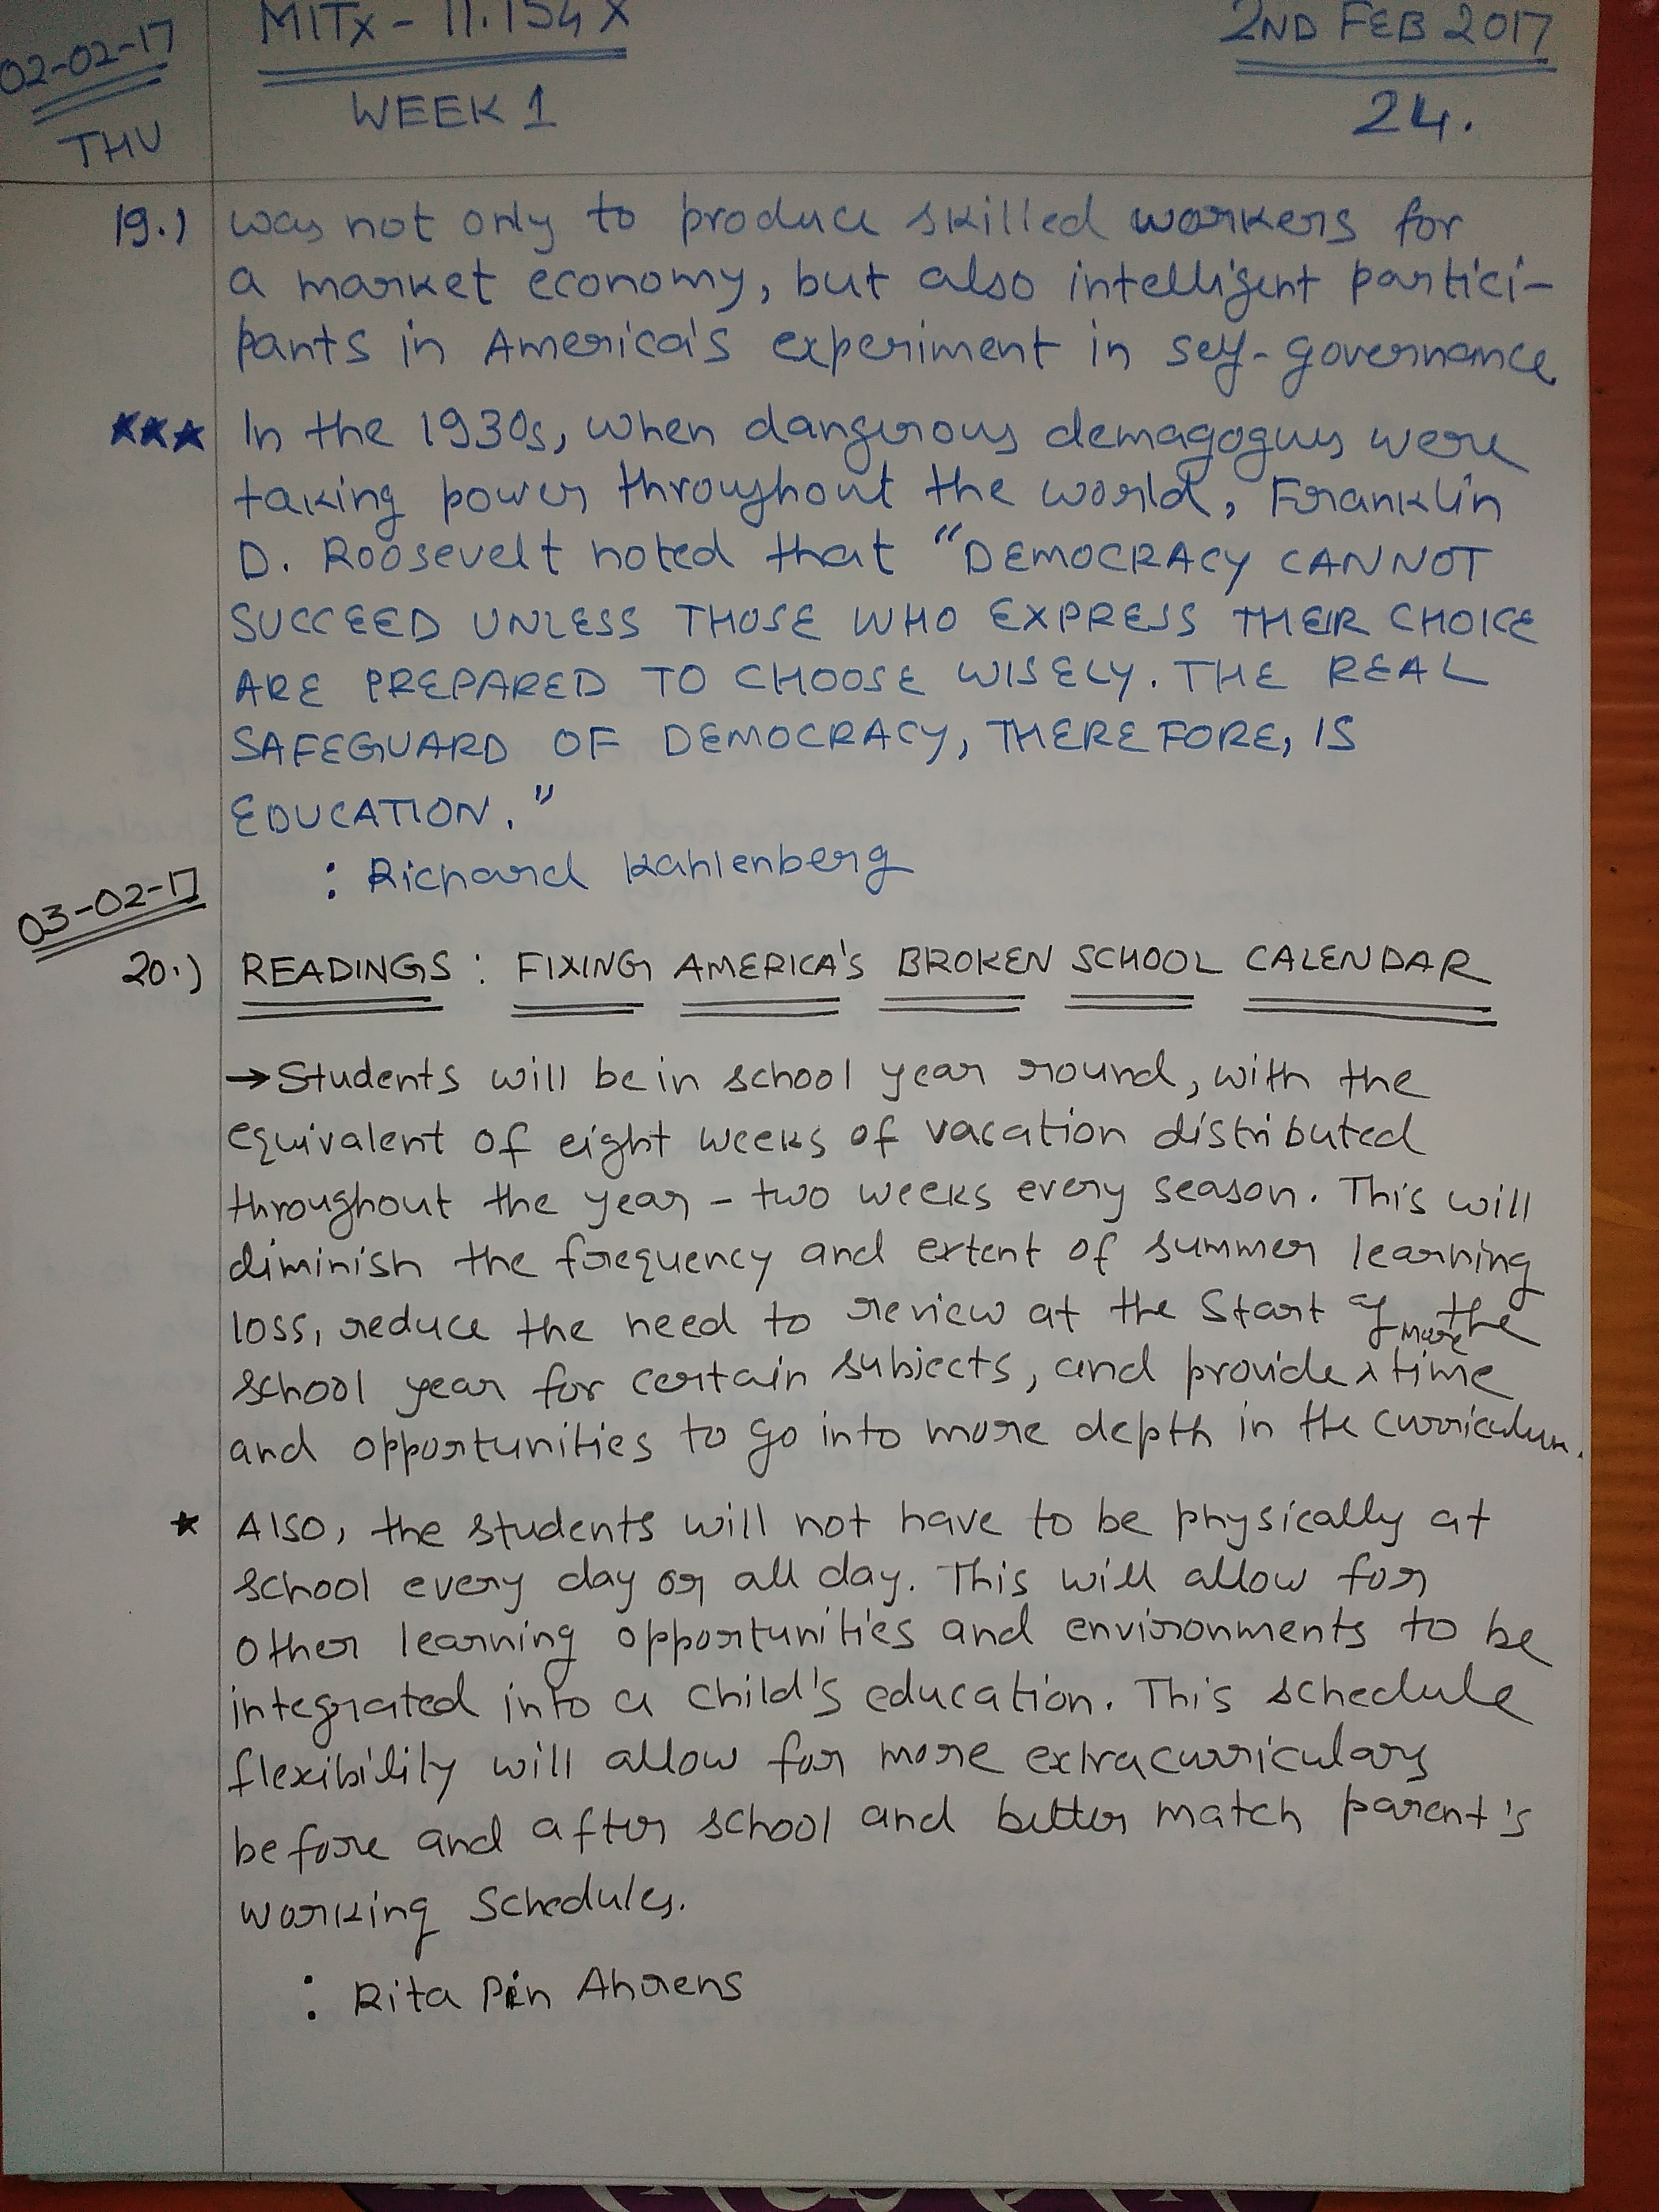 02-02-17
THU
MITx - 11.154X
WEEK 1
2ND FEB 2017
24.
19.) was not only to produce skilled workers for
a market economy, but also intelligent partici-
pants in America's experiment in self-governance.
★★★ In the 1930s, when dangerous demagogues were
taking power throughout the world, Franklin
D. Roosevelt noted that "DEMOCRACY CANNOT
SUCCEED UNLESS THOSE WHO EXPRESS THEIR CHOICE
ARE PREPARED TO CHOOSE WISELY. THE REAL
SAFEGUARD OF DEMOCRACY, THEREFORE, IS
EDUCATION."
: Richard Kahlenberg
03-02-17
20.) READINGS : FIXING AMERICA'S BROKEN SCHOOL CALENDAR
→ Students will be in school year round, with the
equivalent of eight weeks of vacation distributed
throughout the year - two weeks every season. This will
diminish the frequency and extent of summer learning
loss, reduce the need to review at the start of the
school year for certain subjects, and provide more time
and opportunities to go into more depth in the curriculum.
★ Also, the students will not have to be physically at
school every day or all day. This will allow for
other learning opportunities and environments to be
integrated into a child's education. This schedule
flexibility will allow for more extracurriculars
before and after school and better match parent's
working schedules.
: Rita Pin Ahrens